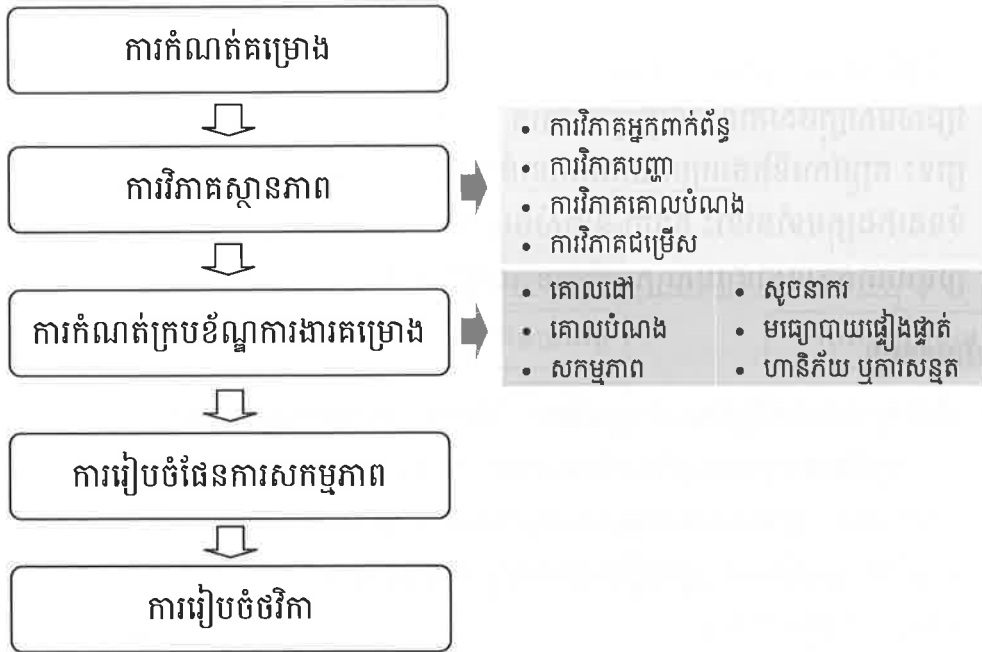 ការកំណត់គម្រោង
ការវិភាគស្ថានភាព
• ការវិភាគអ្នកពាក់ព័ន្ធ
• ការវិភាគបញ្ហា
• ការវិភាគគោលបំណង
• ការវិភាគជម្រើស
ការកំណត់ក្របខ័ណ្ឌការងារគម្រោង
• គោលដៅ
• គោលបំណង
• សកម្មភាព
• សូចនាករ
• មធ្យោបាយផ្ទៀងផ្ទាត់
• ហានិភ័យ ឬការសន្មត
ការរៀបចំផែនការសកម្មភាព
ការរៀបចំថវិកា